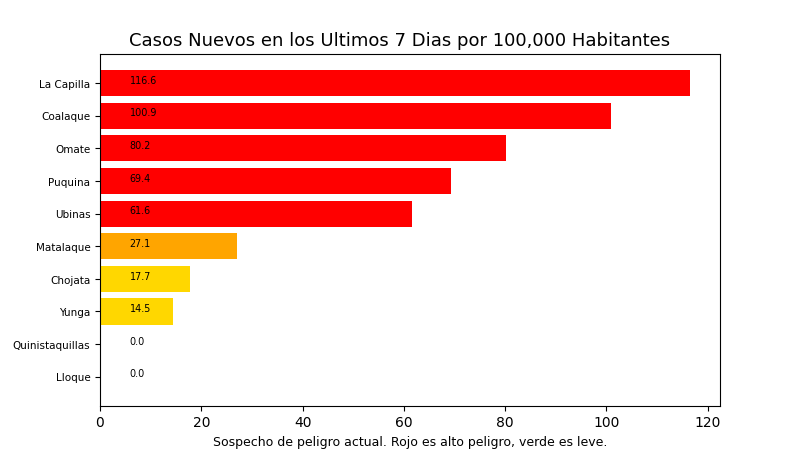 Casos Nuevos en los Ultimos 7 Dias por 100,000 Habitantes
La Capilla 116.6
Coalaque 100.9
Omate 80.2
Puquina 69.4
Ubinas 61.6
Matalaque 27.1
Chojata 17.7
Yunga 14.5
Quinistaquillas 0.0
Lloque 0.0
0 20 40 60 80 100 120
Sospecho de peligro actual. Rojo es alto peligro, verde es leve.